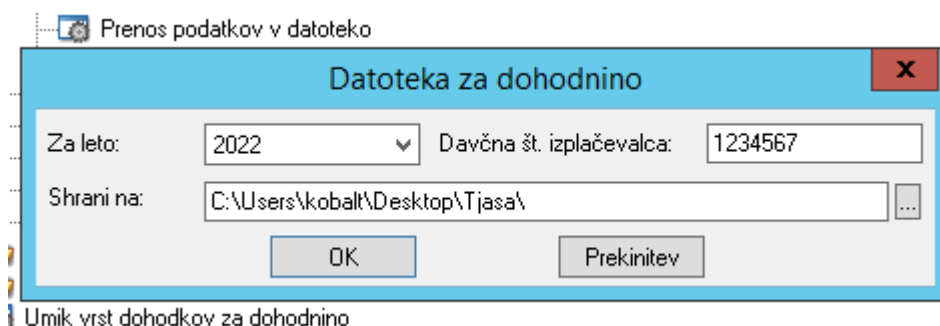 Prenos podatkov v datoteko
Datoteka za dohodnino
x
Za leto: 2022 Davčna št. izplačevalca: 1234567
Shrani na: C:\Users\kobalt\Desktop\Tjasa\ ...
OK Prekinitev
Umik vrst dohodkov za dohodnino